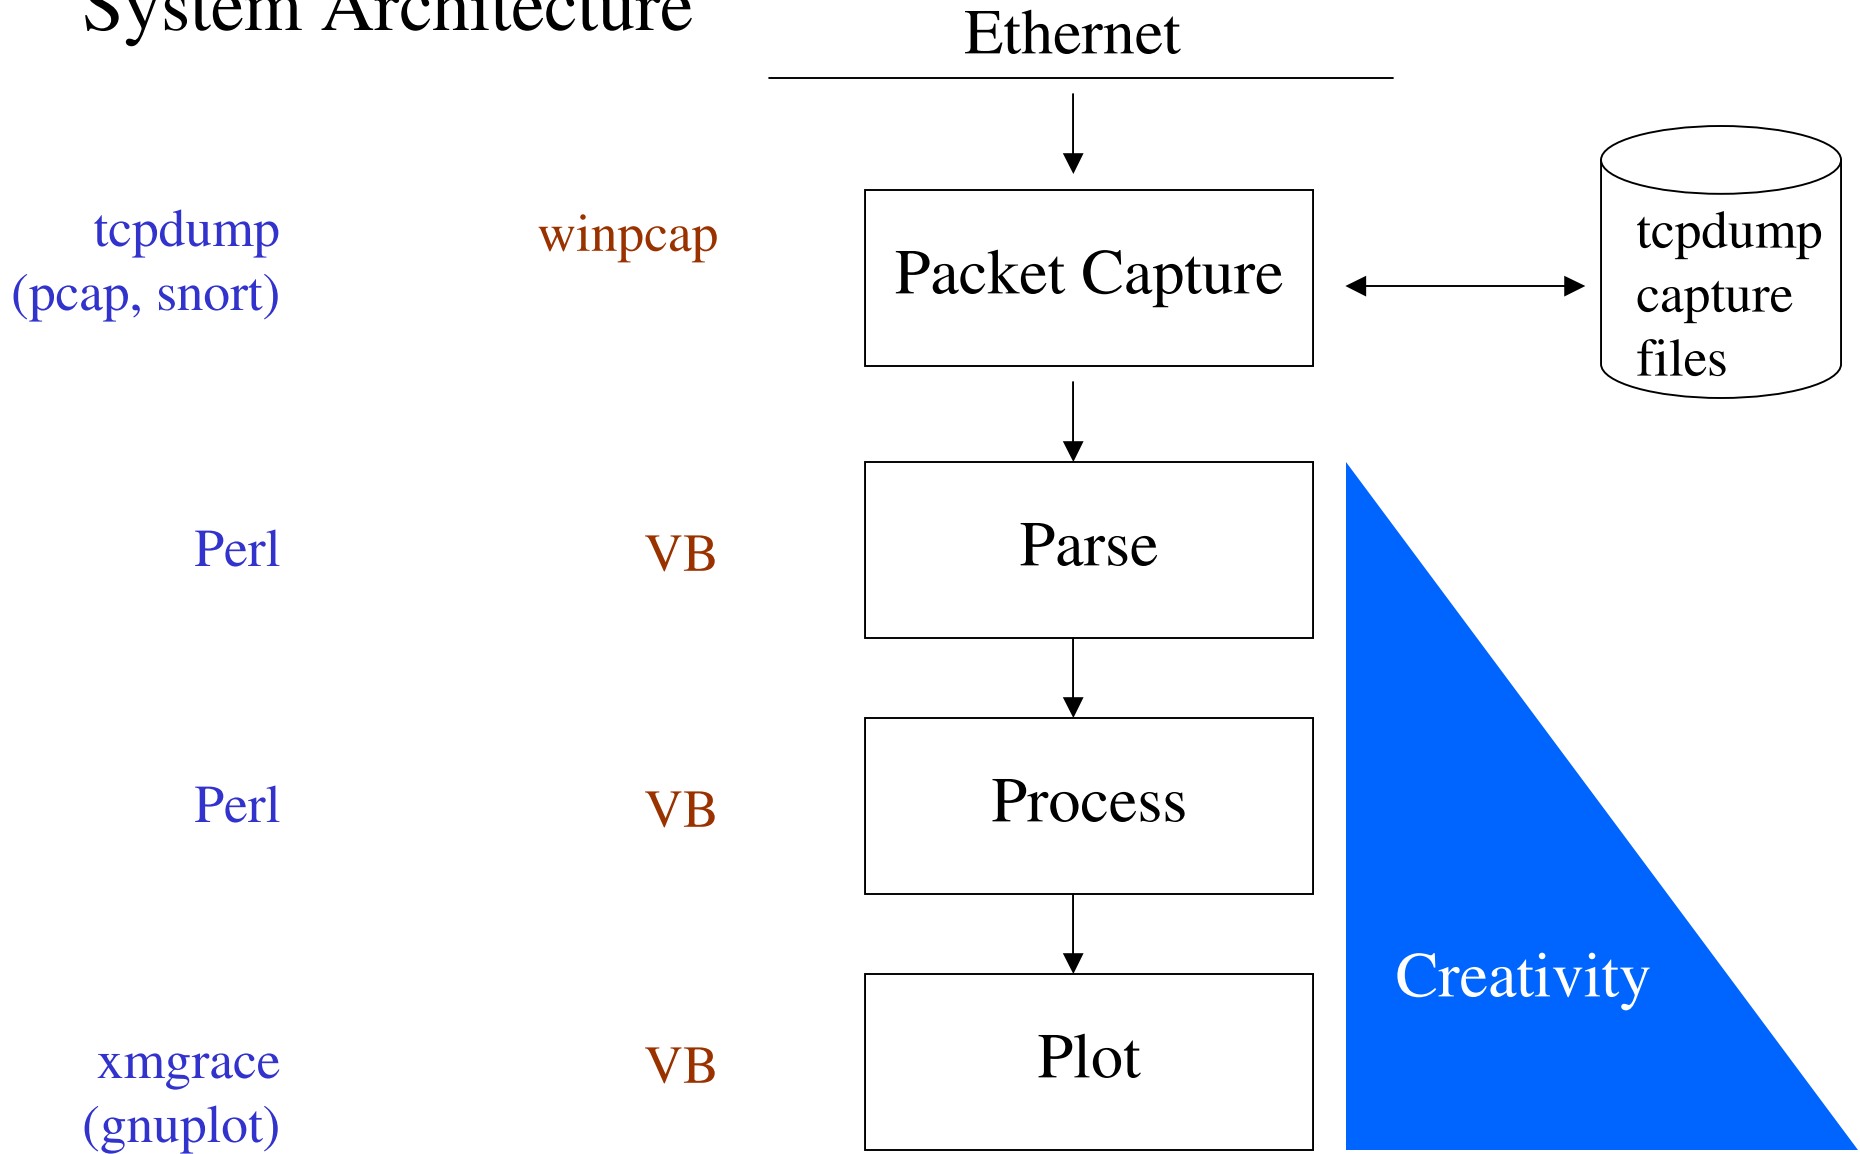 System Architecture
Ethernet
tcpdump
(pcap, snort)
winpcap
Packet Capture
tcpdump
capture
files
Perl
VB
Parse
Perl
VB
Process
Creativity
xmgrace
(gnuplot)
VB
Plot